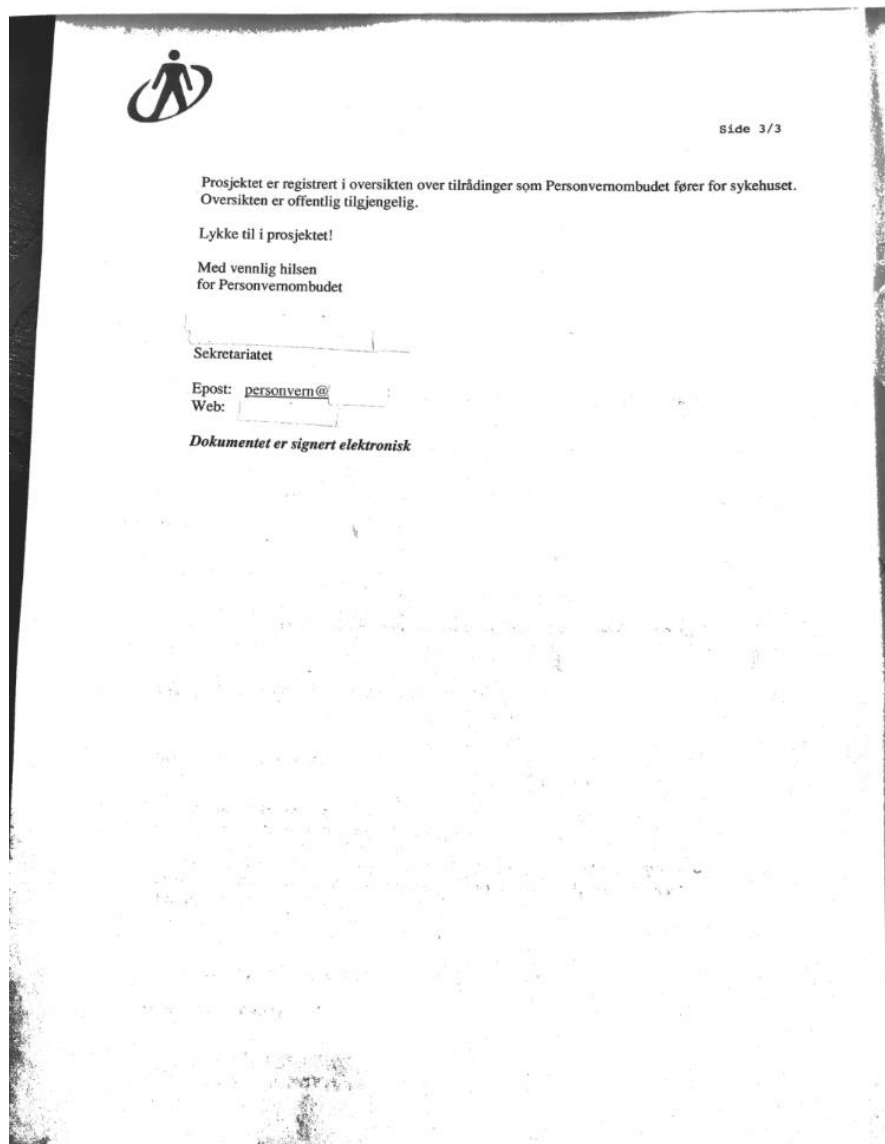 Side 3/3
Prosjektet er registrert i oversikten over tilrådinger som Personvernombudet fører for sykehuset.
Oversikten er offentlig tilgjengelig.
Lykke til i prosjektet!
Med vennlig hilsen
for Personvernombudet
Sekretariatet
Epost: personvern@
Web:
Dokumentet er signert elektronisk